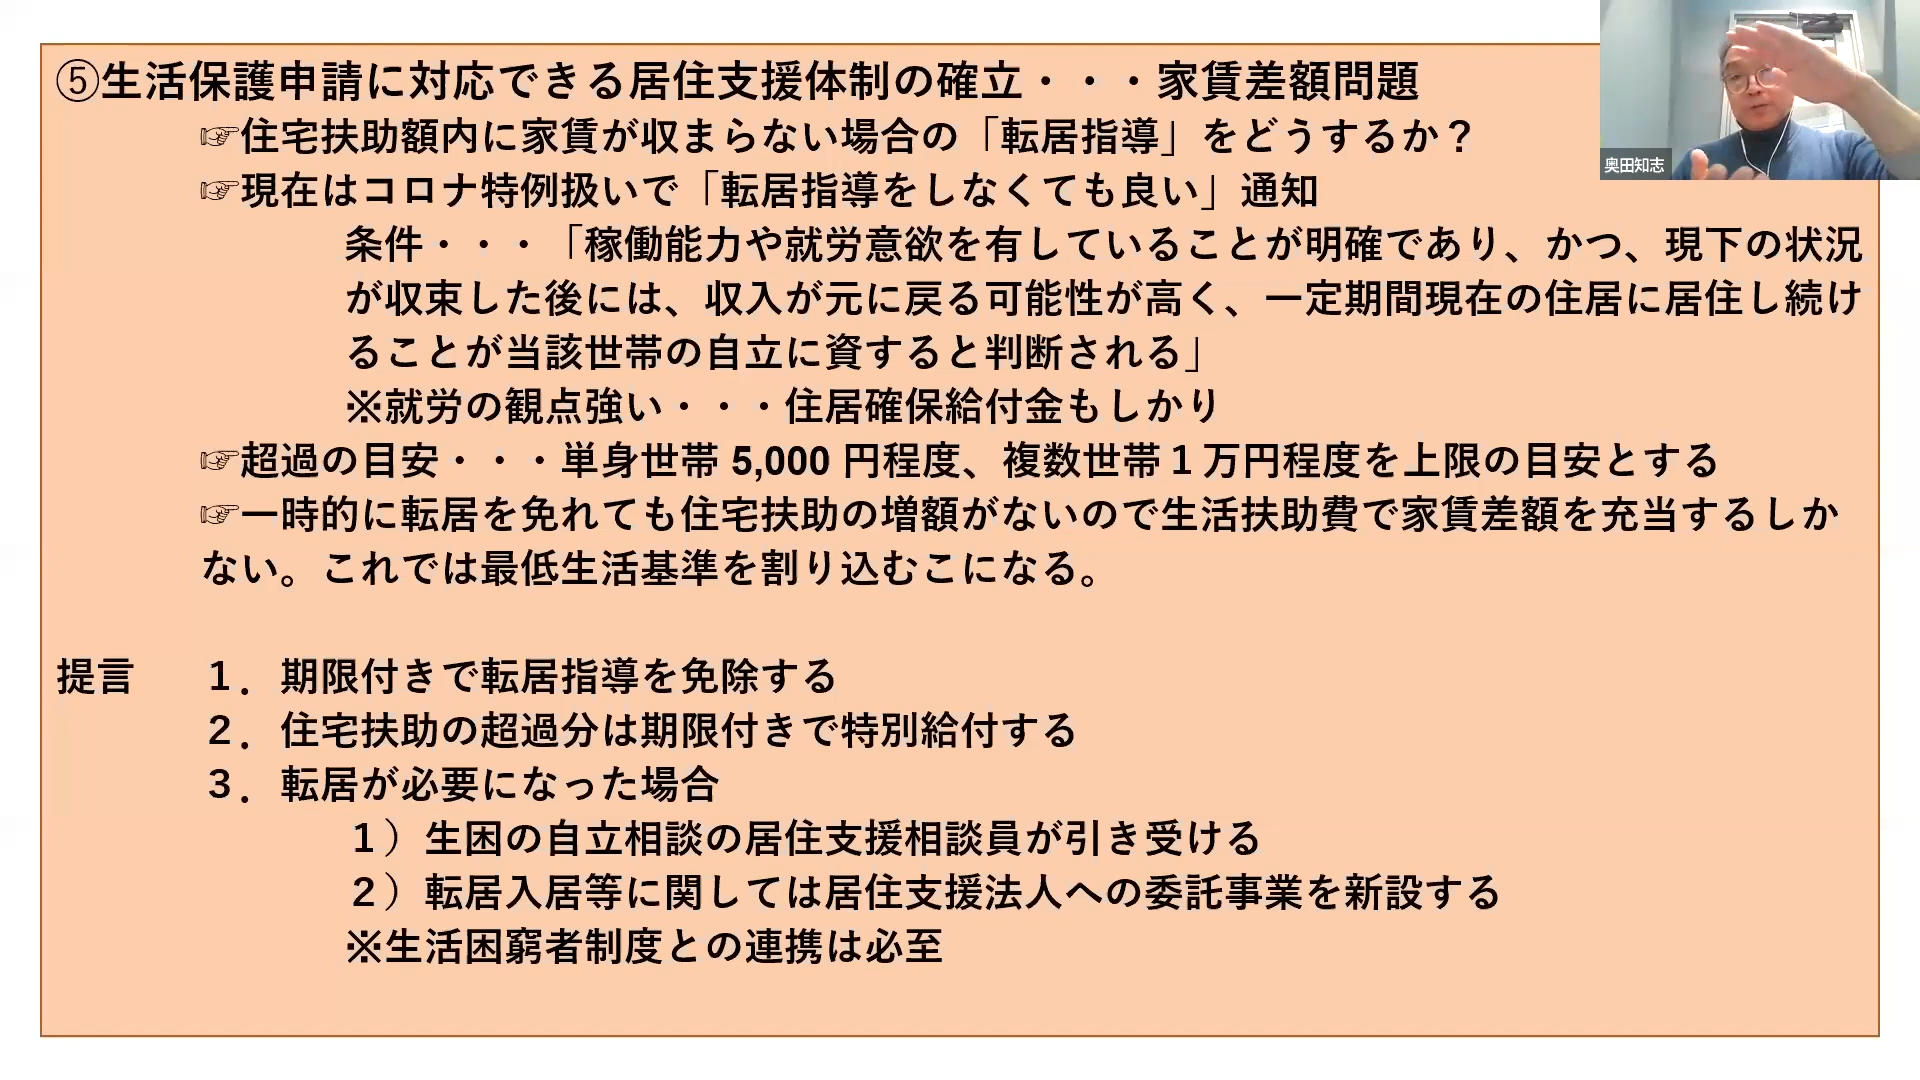 ⑤生活保護申請に対応できる居住支援体制の確立・・・家賃差額問題
☞住宅扶助額内に家賃が収まらない場合の「転居指導」をどうするか？
☞現在はコロナ特例扱いで「転居指導をしなくても良い」通知
条件・・・「稼働能力や就労意欲を有していることが明確であり、かつ、現下の状況
が収束した後には、収入が元に戻る可能性が高く、一定期間現在の住居に居住し続け
ることが当該世帯の自立に資すると判断される」
※就労の観点強い・・・住居確保給付金もしかり
☞超過の目安・・・単身世帯 5,000 円程度、複数世帯１万円程度を上限の目安とする
☞一時的に転居を免れても住宅扶助の増額がないので生活扶助費で家賃差額を充当するしか
ない。これでは最低生活基準を割り込むこになる。
提言　１．期限付きで転居指導を免除する
２．住宅扶助の超過分は期限付きで特別給付する
３．転居が必要になった場合
１）生困の自立相談の居住支援相談員が引き受ける
２）転居入居等に関しては居住支援法人への委託事業を新設する
※生活困窮者制度との連携は必至
奥田知志